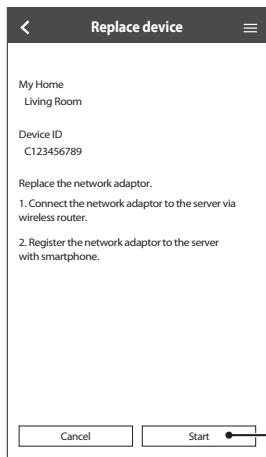 Replace device
My Home
Living Room
Device ID
C123456789
Replace the network adaptor.
1. Connect the network adaptor to the server via
wireless router.
2. Register the network adaptor to the server
with smartphone.
Cancel
Start